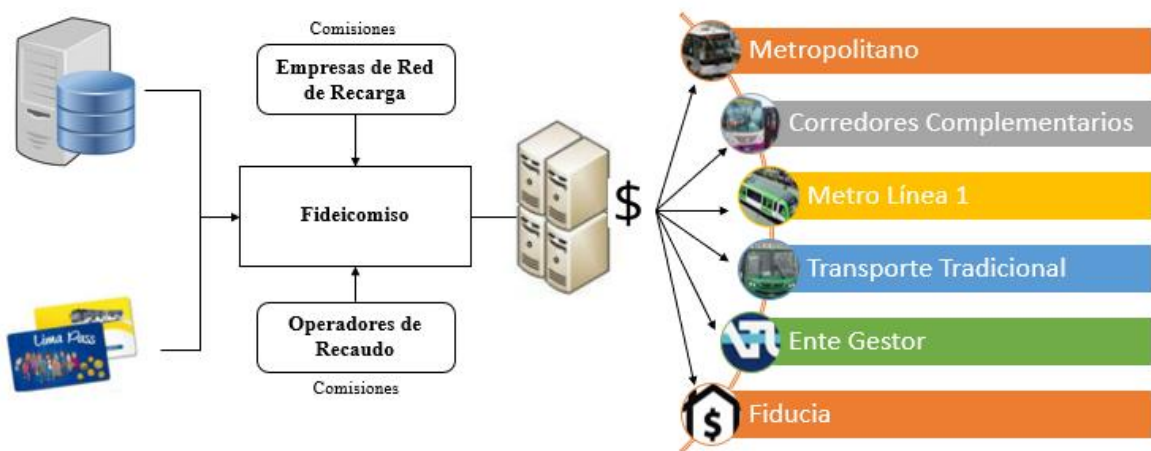 Comisiones
Empresas de Red
de Recarga
Fideicomiso
Operadores de
Recaudo
Comisiones
Lima Pass
$
Metropolitano
Corredores Complementarios
Metro Línea 1
Transporte Tradicional
Ente Gestor
$
Fiducia